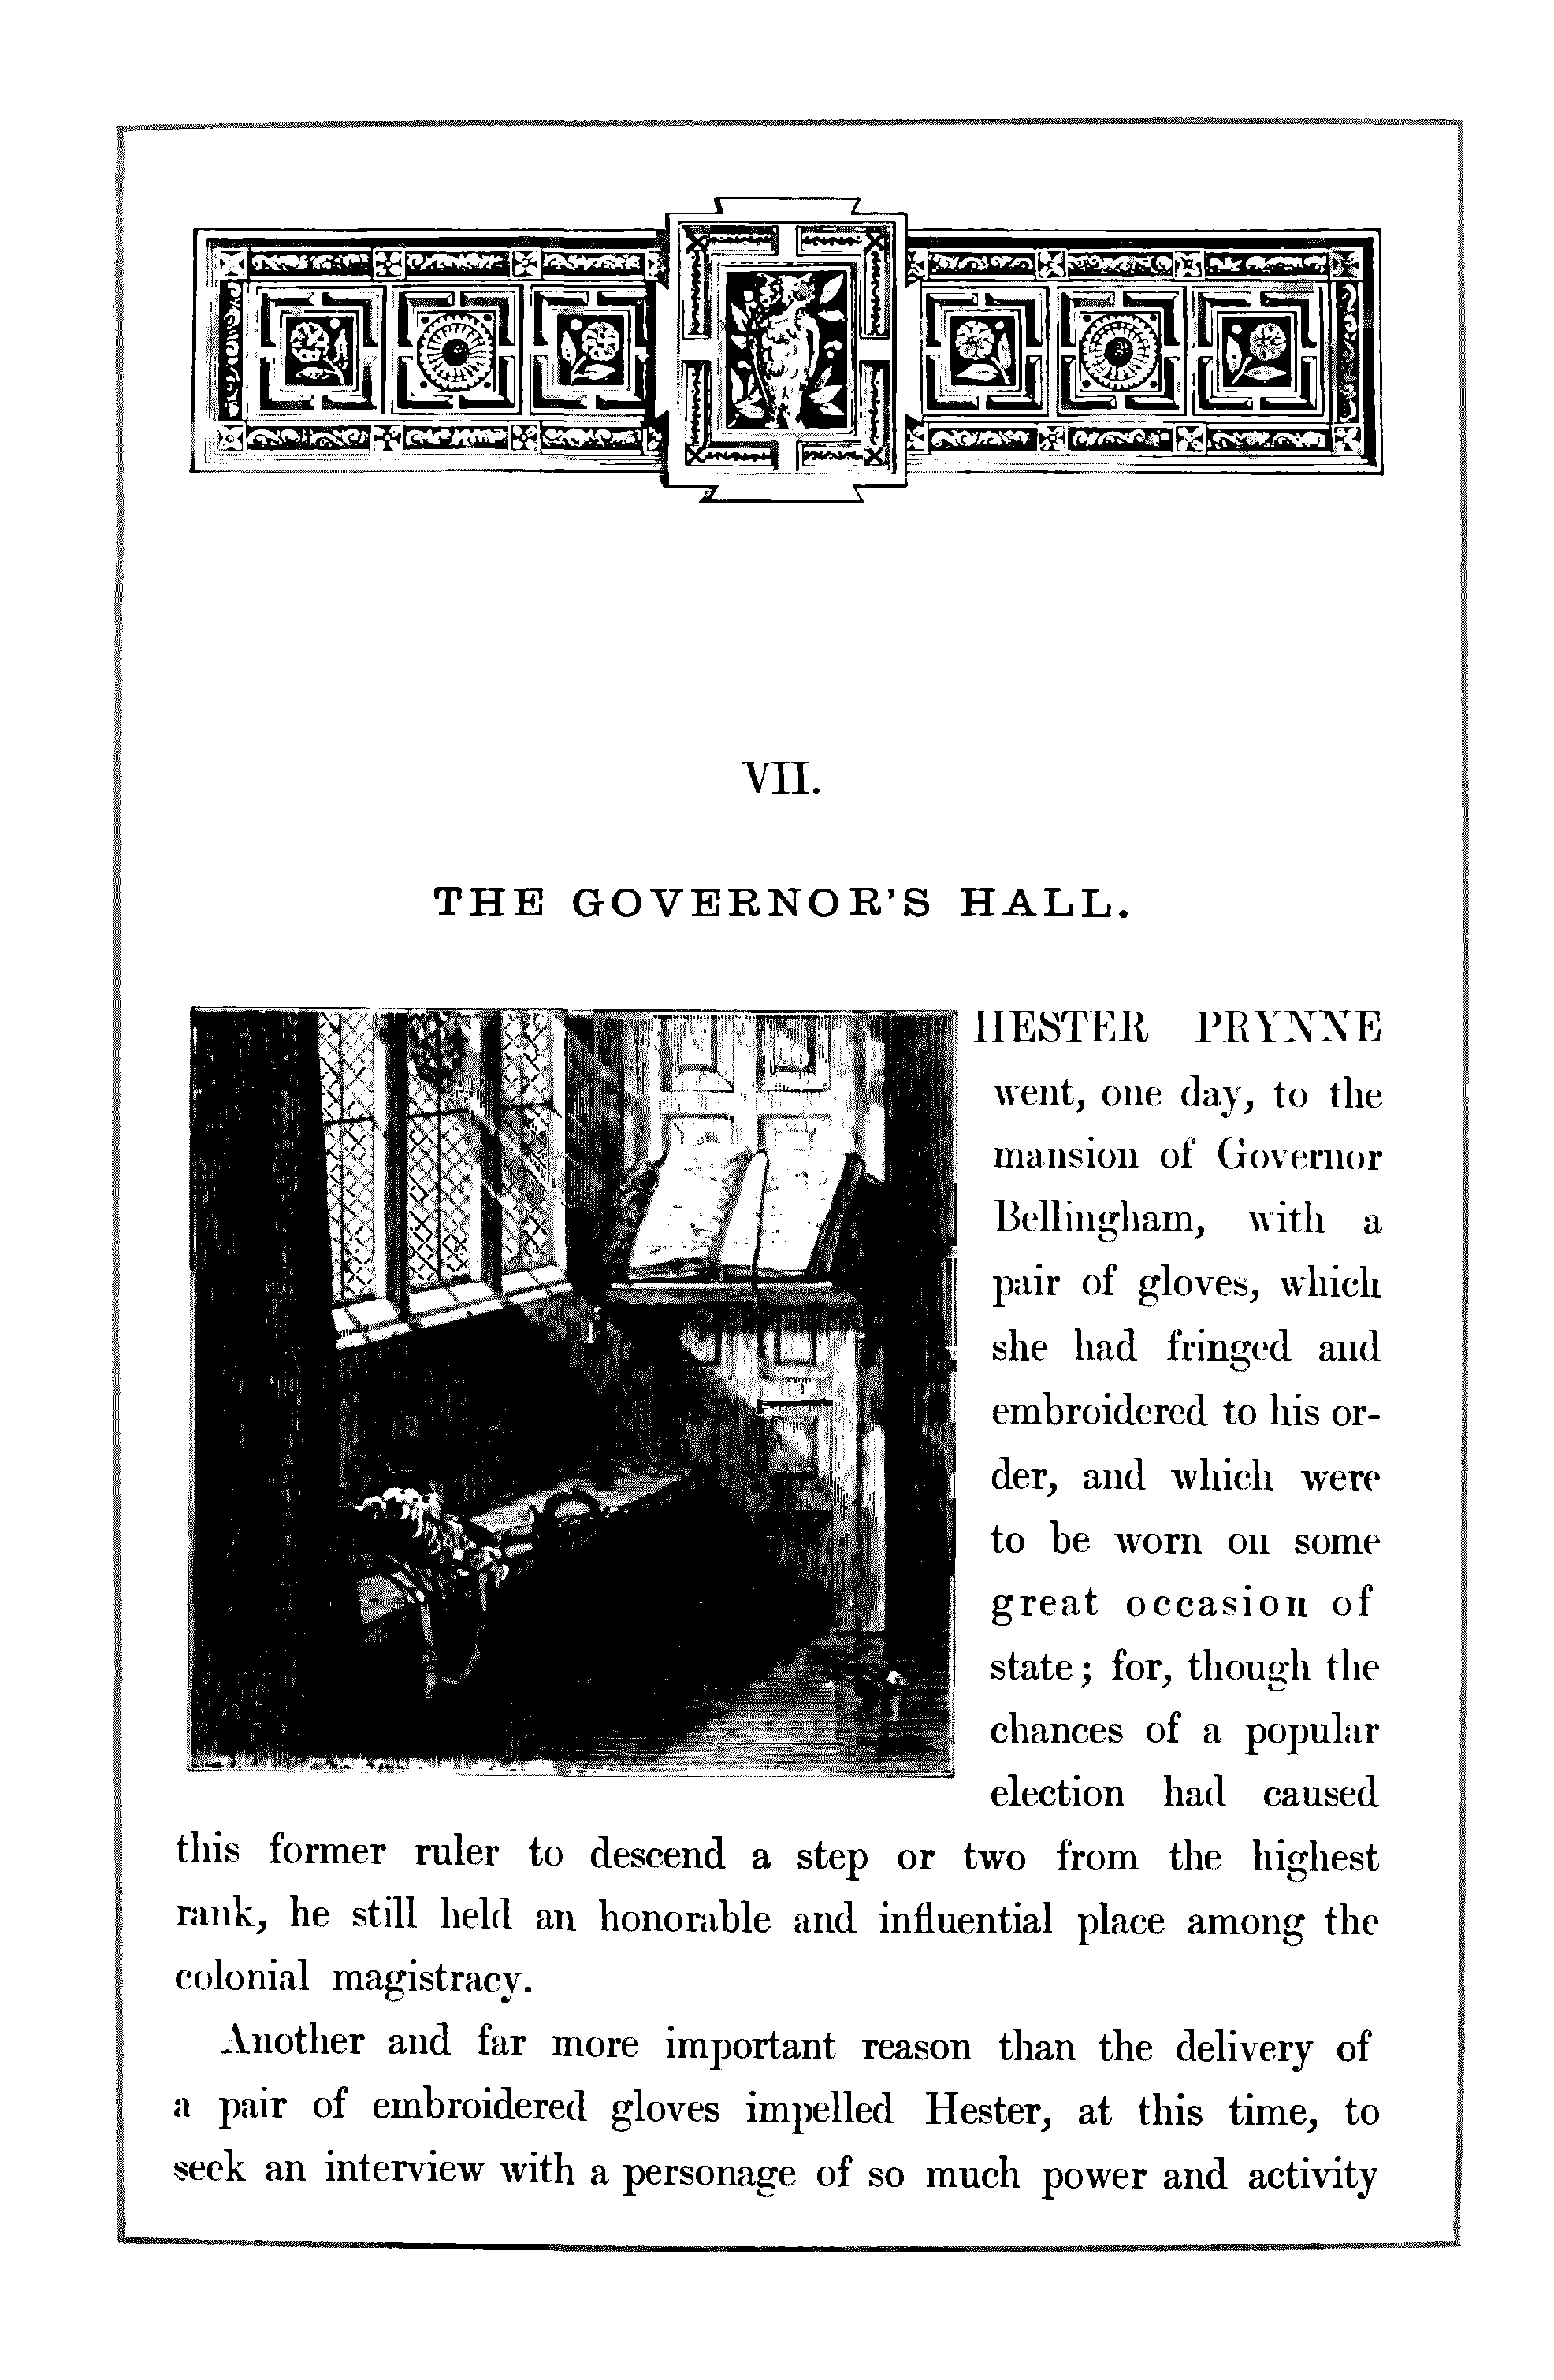 VII.
THE GOVERNOR'S HALL.
HESTER PRYNNE
went, one day, to the
mansion of Governor
Bellingham, with a
pair of gloves, which
she had fringed and
embroidered to his or-
der, and which were
to be worn on some
great occasion of
state; for, though the
chances of a popular
election had caused
this former ruler to descend a step or two from the highest
rank, he still held an honorable and influential place among the
colonial magistracy.
Another and far more important reason than the delivery of
a pair of embroidered gloves impelled Hester, at this time, to
seek an interview with a personage of so much power and activity